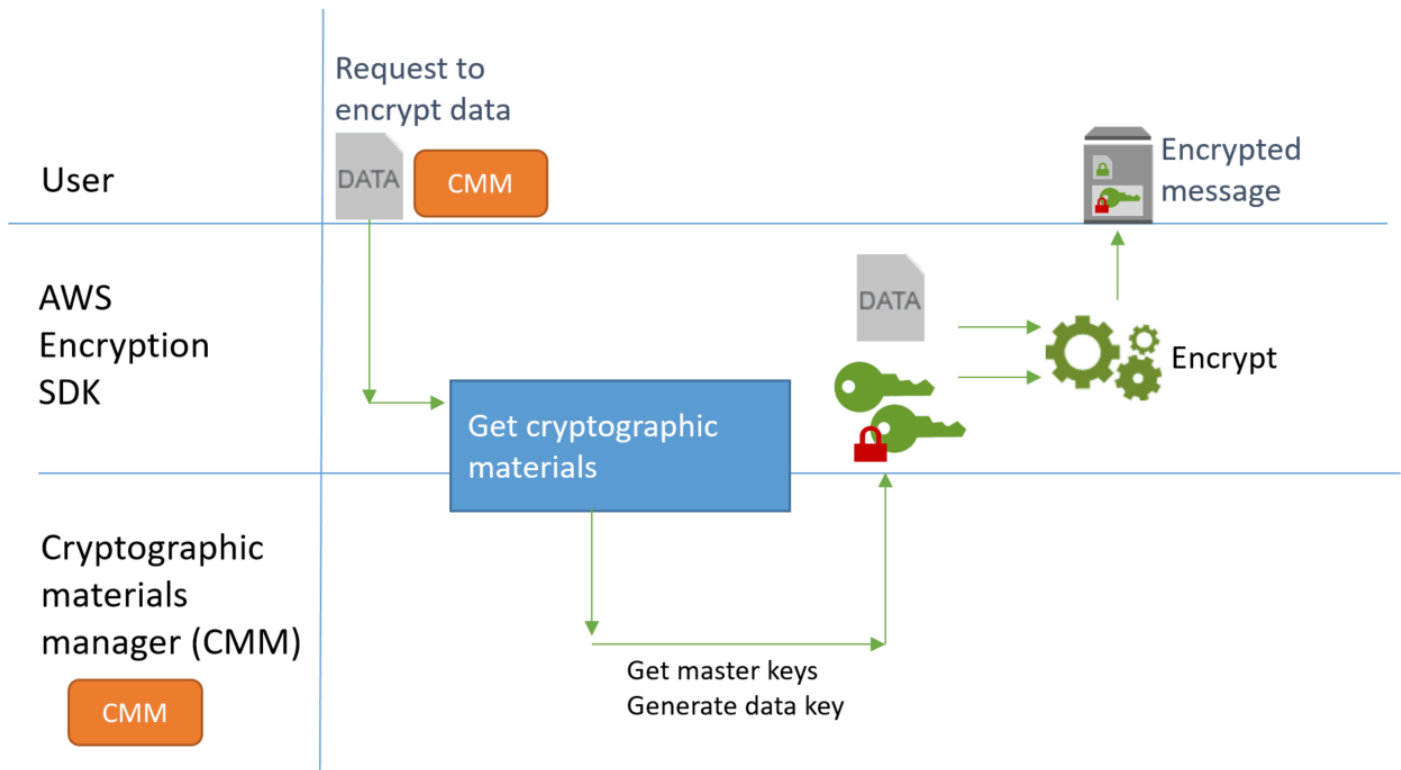 Request to
encrypt data
User
DATA
CMM
Encrypted
message
AWS
Encryption
SDK
DATA
Encrypt
Get cryptographic
materials
Cryptographic
materials
manager (CMM)
CMM
Get master keys
Generate data key